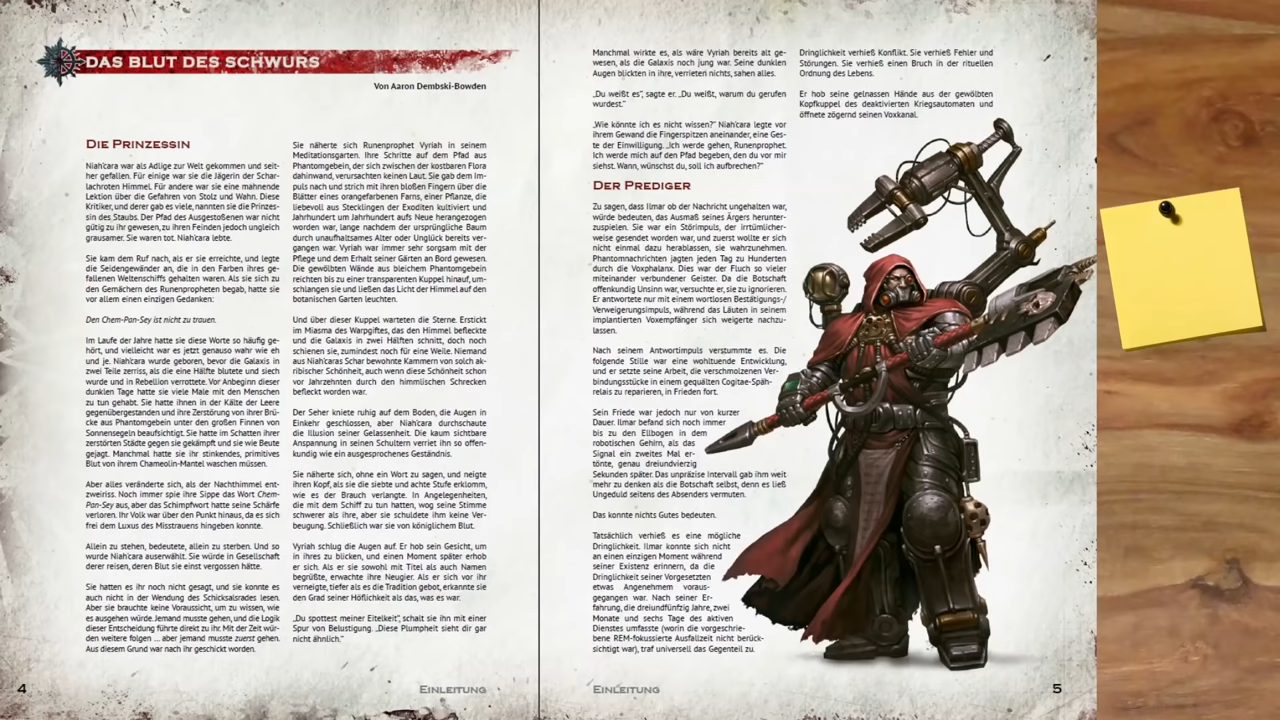 DAS BLUT DES SCHWURS
Von Aaron Dembski-Bowden
DIE PRINZESSIN
Niah'cara war als Adlige zur Welt gekommen und seit-
her gefallen. Für einige war sie die Jägerin der Schar-
lachroten Himmel. Für andere war sie eine mahnende
Lektion über die Gefahren von Stolz und Wahn. Diese
Kritiker, und derer gab es viele, nannten sie die Prinzes-
sin des Staubs. Der Pfad des Ausgestoßenen war nicht
gütig zu ihr gewesen, zu ihren Feinden jedoch ungleich
grausamer. Sie waren tot. Niah'cara lebte.
Sie kam dem Ruf nach, als er sie erreichte, und legte
die Seidengewänder an, die in den Farben ihres ge-
fallenen Weltenschiffs gehalten waren. Als sie sich zu
den Gemächern des Runenpropheten begab, hatte sie
vor allem einen einzigen Gedanken:
Den Chem-Pan-Sey ist nicht zu trauen.
Im Laufe der Jahre hatte sie diese Worte so häufig ge-
hört, und vielleicht war es jetzt genauso wahr wie eh
und je. Niah'cara wurde geboren, bevor die Galaxis in
zwei Teile zerriss, als die eine Hälfte blutete und siech
wurde und in Rebellion verrottete. Vor Anbeginn dieser
dunklen Tage hatte sie viele Male mit den Menschen
zu tun gehabt. Sie hatte ihnen in der Kälte der Leere
gegenübergestanden und ihre Zerstörung von ihrer Brü-
cke aus Phantomgebein unter den großen Finnen von
Sonnensegeln beaufsichtigt. Sie hatte im Schatten ihrer
zerstörten Städte gegen sie gekämpft und sie wie Beute
gejagt. Manchmal hatte sie ihr stinkendes, primitives
Blut von ihrem Chameolin-Mantel waschen müssen.
Aber alles veränderte sich, als der Nachthimmel ent-
zweiriss. Noch immer spie ihre Sippe das Wort Chem-
Pan-Sey aus, aber das Schimpfwort hatte seine Schärfe
verloren. Ihr Volk war über den Punkt hinaus, da es sich
frei dem Luxus des Misstrauens hingeben konnte.
Allein zu stehen, bedeutete, allein zu sterben. Und so
wurde Niah'cara auserwählt. Sie würde in Gesellschaft
derer reisen, deren Blut sie einst vergossen hätte.
Sie hatten es ihr noch nicht gesagt, und sie konnte es
auch nicht in der Wendung des Schicksalsrades lesen.
Aber sie brauchte keine Voraussicht, um zu wissen, wie
es ausgehen würde. Jemand musste gehen, und die Logik
dieser Entscheidung führte direkt zu ihr. Mit der Zeit wür-
den weitere folgen ... aber jemand musste zuerst gehen.
Aus diesem Grund war nach ihr geschickt worden.
Sie näherte sich Runenprophet Vyriah in seinem
Meditationsgarten. Ihre Schritte auf dem Pfad aus
Phantomgebein, der sich zwischen der kostbaren Flora
dahinwand, verursachten keinen Laut. Sie gab dem Im-
puls nach und strich mit ihren bloßen Fingern über die
Blätter eines orangefarbenen Farns, einer Pflanze, die
liebevoll aus Stecklingen der Exoditen kultiviert und
Jahrhundert um Jahrhundert aufs Neue herangezogen
worden war, lange nachdem der ursprüngliche Baum
durch unaufhaltsames Alter oder Unglück bereits ver-
gangen war. Vyriah war immer sehr sorgsam mit der
Pflege und dem Erhalt seiner Gärten an Bord gewesen.
Die gewölbten Wände aus bleichem Phantomgebein
reichten bis zu einer transparenten Kuppel hinauf, um-
schlangen sie und ließen das Licht der Himmel auf den
botanischen Garten leuchten.
Und über dieser Kuppel warteten die Sterne. Erstickt
im Miasma des Warpgiftes, das den Himmel befleckte
und die Galaxis in zwei Hälften schnitt, doch noch
schienen sie, zumindest noch für eine Weile. Niemand
aus Niah'caras Schar bewohnte Kammern von solch ak-
ribischer Schönheit, auch wenn diese Schönheit schon
vor Jahrzehnten durch den himmlischen Schrecken
befleckt worden war.
Der Seher kniete ruhig auf dem Boden, die Augen in
Einkehr geschlossen, aber Niah'cara durchschaute
die Illusion seiner Gelassenheit. Die kaum sichtbare
Anspannung in seinen Schultern verriet ihn so offen-
kundig wie ein ausgesprochenes Geständnis.
Sie näherte sich, ohne ein Wort zu sagen, und neigte
ihren Kopf, als sie die siebte und achte Stufe erklomm,
wie es der Brauch verlangte. In Angelegenheiten,
die mit dem Schiff zu tun hatten, wog seine Stimme
schwerer als ihre, aber sie schuldete ihm keine Ver-
beugung. Schließlich war sie von königlichem Blut.
Vyriah schlug die Augen auf. Er hob sein Gesicht, um
in ihres zu blicken, und einen Moment später erhob
er sich. Als er sie sowohl mit Titel als auch Namen
begrüßte, erwachte ihre Neugier. Als er sich vor ihr
verneigte, tiefer als es die Tradition gebot, erkannte sie
den Grad seiner Höflichkeit als das, was es war.
„Du spottest meiner Eitelkeit“, schalt sie ihn mit einer
Spur von Belustigung. „Diese Plumpheit sieht dir gar
nicht ähnlich.“
4
EINLEITUNG
Manchmal wirkte es, als wäre Vyriah bereits alt ge-
wesen, als die Galaxis noch jung war. Seine dunklen
Augen blickten in ihre, verrieten nichts, sahen alles.
„Du weißt es“, sagte er. „Du weißt, warum du gerufen
wurdest.“
„Wie könnte ich es nicht wissen?“ Niah'cara legte vor
ihrem Gewand die Fingerspitzen aneinander, eine Ges-
te der Einwilligung. „Ich werde gehen, Runenprophet.
Ich werde mich auf den Pfad begeben, den du vor mir
siehst. Wann, wünschst du, soll ich aufbrechen?“
DER PREDIGER
Zu sagen, dass Ilmar ob der Nachricht ungehalten war,
würde bedeuten, das Ausmaß seines Ärgers herunter-
zuspielen. Sie war ein Störimpuls, der irrtümlicher-
weise gesendet worden war, und zuerst wollte er sich
nicht einmal dazu herablassen, sie wahrzunehmen.
Phantomnachrichten jagten jeden Tag zu Hunderten
durch die Voxphalanx. Dies war der Fluch so vieler
miteinander verbundener Geister. Da die Botschaft
offenkundig Unsinn war, versuchte er, sie zu ignorieren.
Er antwortete nur mit einem wortlosen Bestätigungs-/
Verweigerungsimpuls, während das Läuten in seinem
implantierten Voxempfänger sich weigerte nachzu-
lassen.
Nach seinem Antwortimpuls verstummte es. Die
folgende Stille war eine wohltuende Entwicklung,
und er setzte seine Arbeit, die verschmolzenen Ver-
bindungsstücke in einem gequälten Cogitae-Späh-
relais zu reparieren, in Frieden fort.
Sein Friede war jedoch nur von kurzer
Dauer. Ilmar befand sich noch immer
bis zu den Ellbogen in dem
robotischen Gehirn, als das
Signal ein zweites Mal er-
tönte, genau dreiundvierzig
Sekunden später. Das unpräzise Intervall gab ihm weit
mehr zu denken als die Botschaft selbst, denn es ließ
Ungeduld seitens des Absenders vermuten.
Das konnte nichts Gutes bedeuten.
Tatsächlich verhieß es eine mögliche
Dringlichkeit. Ilmar konnte sich nicht
an einen einzigen Moment während
seiner Existenz erinnern, da die
Dringlichkeit seiner Vorgesetzten
etwas Angenehmem voraus-
gegangen war. Nach seiner Er-
fahrung, die dreiundfünfzig Jahre, zwei
Monate und sechs Tage des aktiven
Dienstes umfasste (worin die vorgeschrie-
bene REM-fokussierte Ausfallzeit nicht berück-
sichtigt war), traf universell das Gegenteil zu.
Dringlichkeit verhieß Konflikt. Sie verhieß Fehler und
Störungen. Sie verhieß einen Bruch in der rituellen
Ordnung des Lebens.
Er hob seine gelnassen Hände aus der gewölbten
Kopfkuppel des deaktivierten Kriegsautomaten und
öffnete zögernd seinen Voxkanal.
EINLEITUNG
5